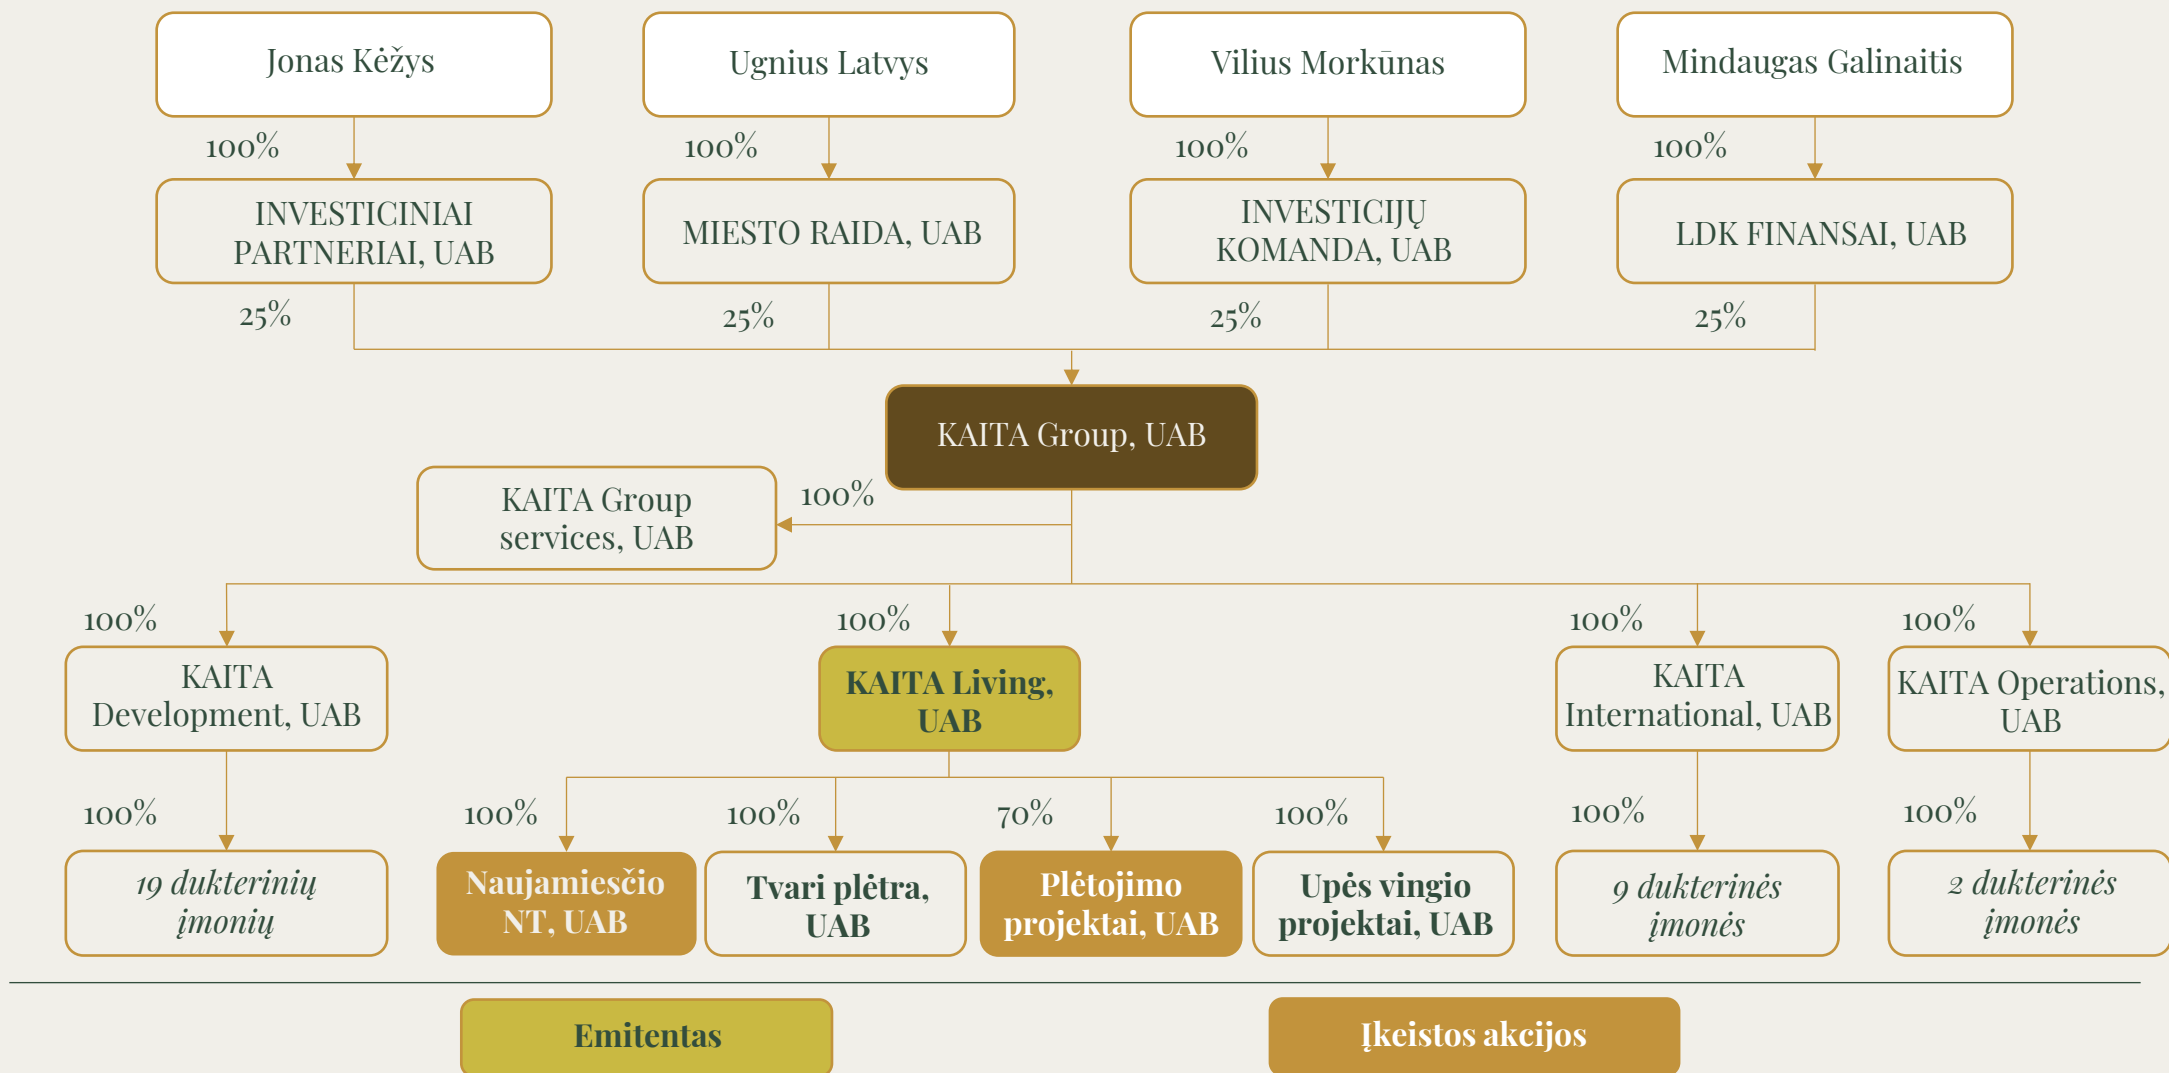 Jonas Kėžys
Ugnius Latvys
Vilius Morkūnas
Mindaugas Galinaitis
100%
100%
100%
100%
INVESTICINIAI
PARTNERIAI, UAB
MIESTO RAIDA, UAB
INVESTICIJŲ
KOMANDA, UAB
LDK FINANSAI, UAB
25%
25%
25%
25%
KAITA Group, UAB
KAITA Group
services, UAB
100%
100%
100%
100%
100%
KAITA
Development, UAB
KAITA Living,
UAB
KAITA
International, UAB
KAITA Operations,
UAB
100%
100%
100%
70%
100%
100%
100%
19 dukterinių
įmonių
Naujamiesčio
NT, UAB
Tvari plėtra,
UAB
Plėtojimo
projektai, UAB
Upės vingio
projektai, UAB
9 dukterinės
įmonės
2 dukterinės
įmonės
Emitentas
Įkeistos akcijos